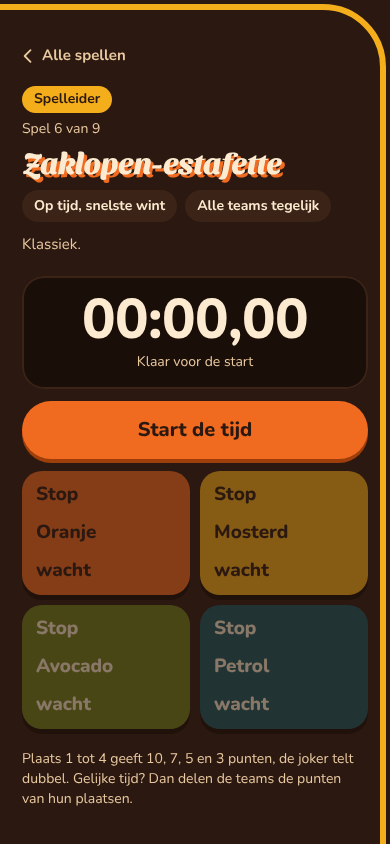 Alle spellen
Spelleider
Spel 6 van 9
Zaklopen-estafette
Op tijd, snelste wint
Alle teams tegelijk
Klassiek.
00:00,00
Klaar voor de start
Start de tijd
Stop
Oranje
wacht
Stop
Mosterd
wacht
Stop
Avocado
wacht
Stop
Petrol
wacht
Plaats 1 tot 4 geeft 10, 7, 5 en 3 punten, de joker telt
dubbel. Gelijke tijd? Dan delen de teams de punten
van hun plaatsen.